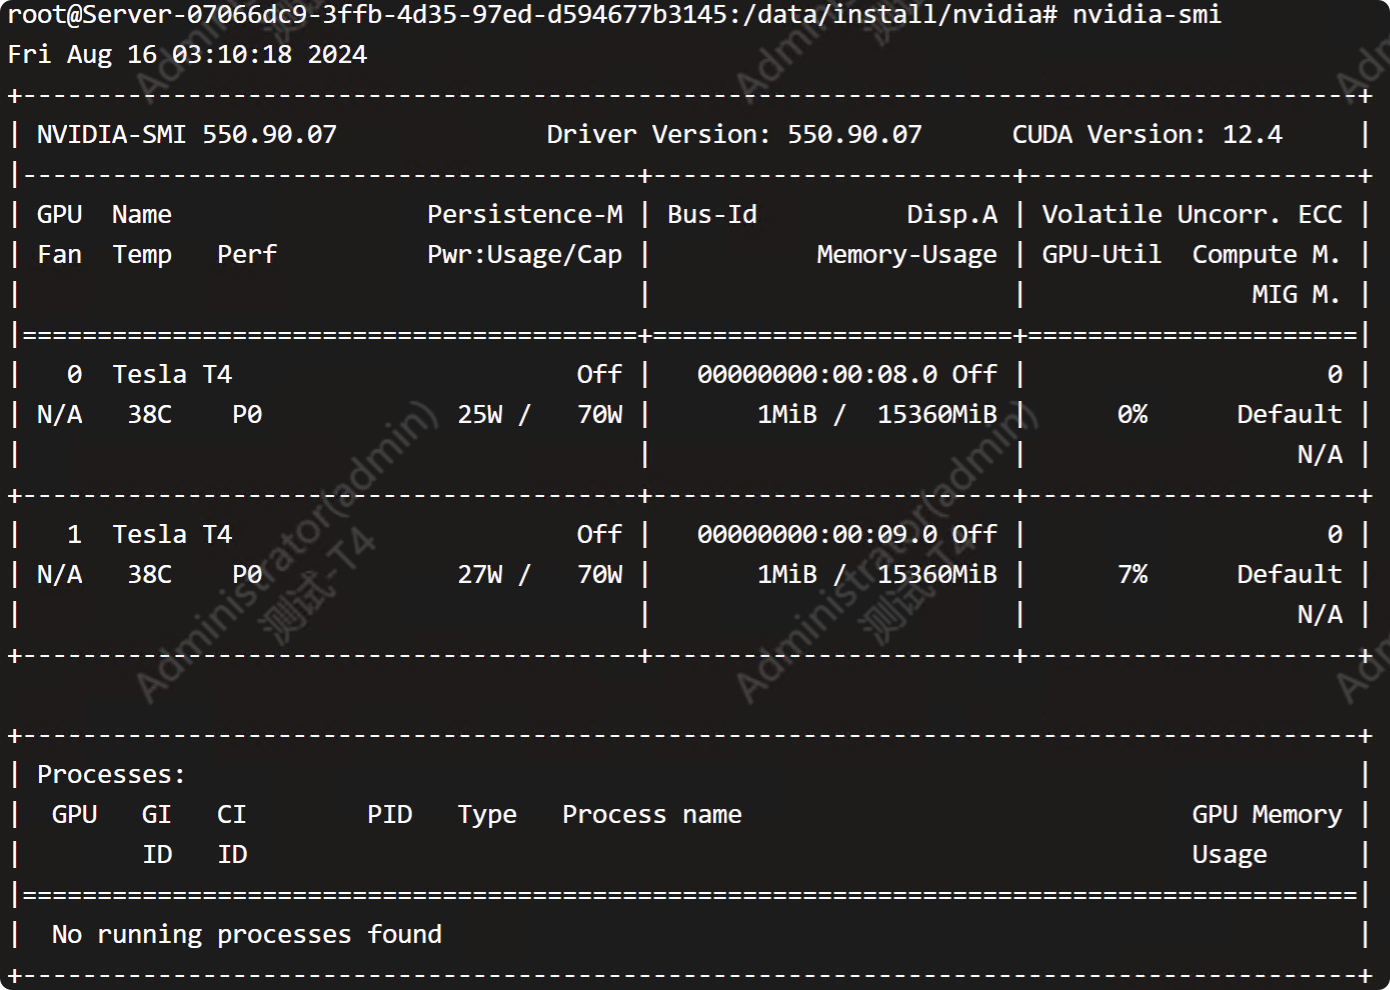 root@Server-07066dc9-3ffb-4d35-97ed-d594677b3145:/data/install/nvidia# nvidia-smi
Fri Aug 16 03:10:18 2024
+-----------------------------------------------------------------------------------------+
| NVIDIA-SMI 550.90.07              Driver Version: 550.90.07      CUDA Version: 12.4     |
|-----------------------------------------+------------------------+----------------------+
| GPU  Name                 Persistence-M | Bus-Id          Disp.A | Volatile Uncorr. ECC |
| Fan  Temp   Perf          Pwr:Usage/Cap |           Memory-Usage | GPU-Util  Compute M. |
|                                         |                        |               MIG M. |
|=========================================+========================+======================|
|   0  Tesla T4                       Off |   00000000:00:08.0 Off |                    0 |
| N/A   38C    P0             25W /   70W |       1MiB /  15360MiB |      0%      Default |
|                                         |                        |                  N/A |
+-----------------------------------------+------------------------+----------------------+
|   1  Tesla T4                       Off |   00000000:00:09.0 Off |                    0 |
| N/A   38C    P0             27W /   70W |       1MiB /  15360MiB |      7%      Default |
|                                         |                        |                  N/A |
+-----------------------------------------+------------------------+----------------------+
+-----------------------------------------------------------------------------------------+
| Processes:                                                                              |
|  GPU   GI   CI        PID   Type   Process name                              GPU Memory |
|        ID   ID                                                               Usage      |
|=========================================================================================|
|  No running processes found                                                             |
+-----------------------------------------------------------------------------------------+
Administrator(admin)
测试-T4
Administrator(admin)
测试-T4